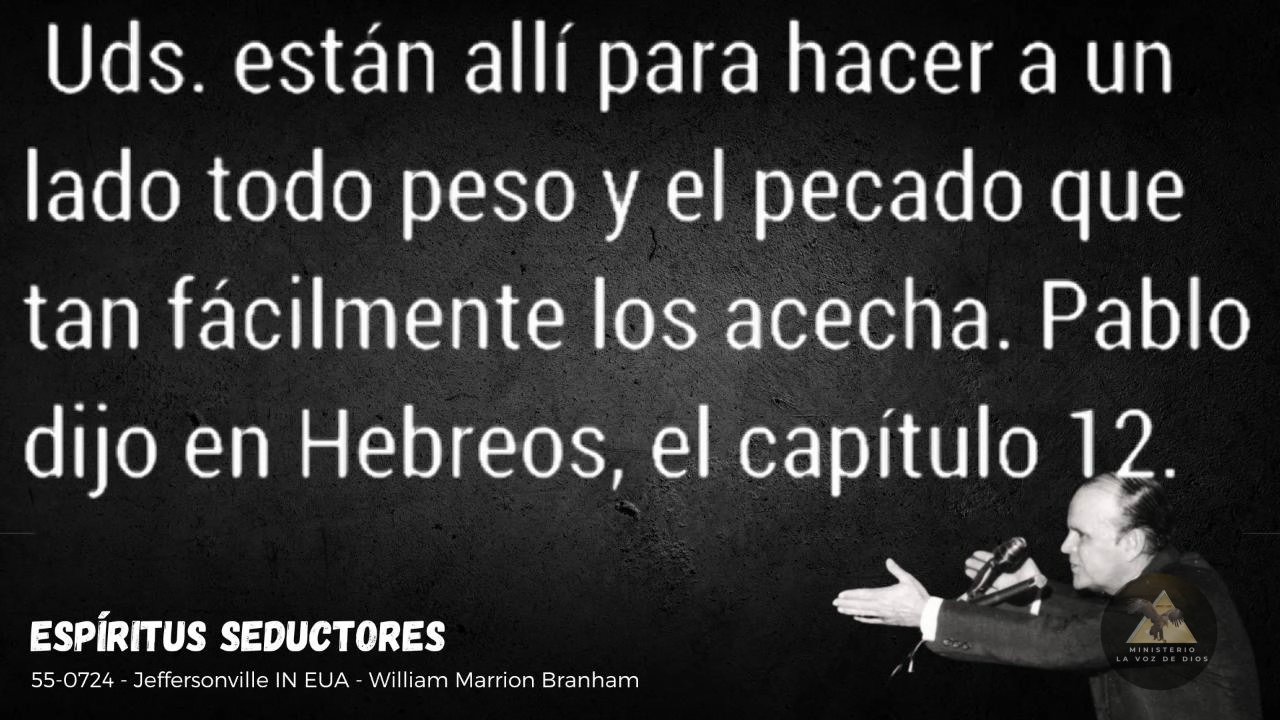 Uds. están allí para hacer a un
lado todo peso y el pecado que
tan fácilmente los acecha. Pablo
dijo en Hebreos, el capítulo 12.
ESPÍRITUS SEDUCTORES
55-0724 - Jeffersonville IN EUA - William Marrion Branham
MINISTERIO
LA VOZ DE DIOS